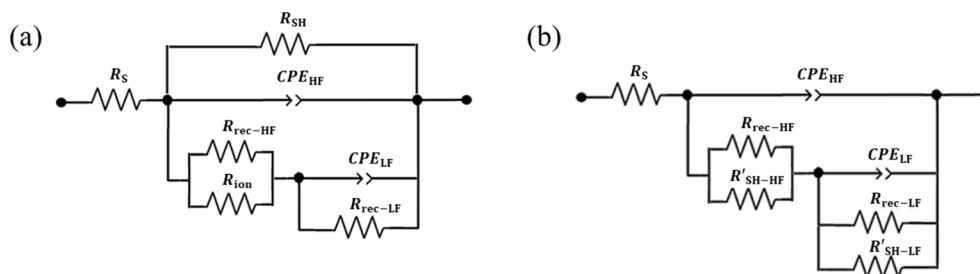 (a)
R_SH
R_S
CPE_HF
R_rec−HF
CPE_LF
R_ion
R_rec−LF
(b)
R_S
CPE_HF
R_rec−HF
CPE_LF
R'_SH−HF
R_rec−LF
R'_SH−LF